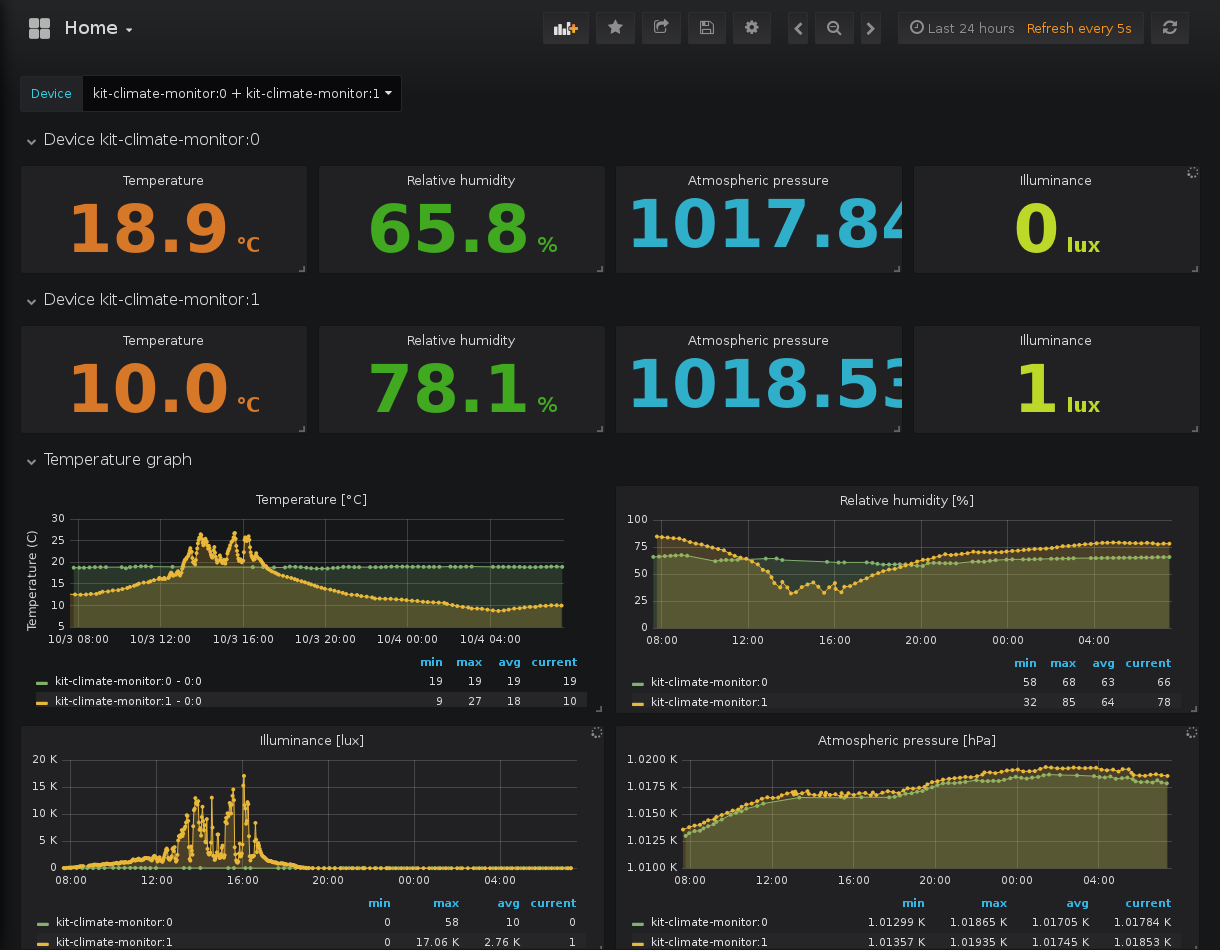 Home
Last 24 hours Refresh every 5s
Device kit-climate-monitor:0 + kit-climate-monitor:1
Device kit-climate-monitor:0
Temperature Relative humidity Atmospheric pressure Illuminance
18.9 °C 65.8 % 1017.84 0 lux
Device kit-climate-monitor:1
Temperature Relative humidity Atmospheric pressure Illuminance
10.0 °C 78.1 % 1018.53 1 lux
Temperature graph
Temperature [°C]
Temperature (C)
30
25
20
15
10
5
10/3 08:00 10/3 12:00 10/3 16:00 10/3 20:00 10/4 00:00 10/4 04:00
min max avg current
kit-climate-monitor:0 - 0:0 19 19 19 19
kit-climate-monitor:1 - 0:0 9 27 18 10
Relative humidity [%]
100
75
50
25
0
08:00 12:00 16:00 20:00 00:00 04:00
min max avg current
kit-climate-monitor:0 58 68 63 66
kit-climate-monitor:1 32 85 64 78
Illuminance [lux]
20 K
15 K
10 K
5 K
0
08:00 12:00 16:00 20:00 00:00 04:00
min max avg current
kit-climate-monitor:0 0 58 10 0
kit-climate-monitor:1 0 17.06 K 2.76 K 1
Atmospheric pressure [hPa]
1.0200 K
1.0175 K
1.0150 K
1.0125 K
1.0100 K
08:00 12:00 16:00 20:00 00:00 04:00
min max avg current
kit-climate-monitor:0 1.01299 K 1.01865 K 1.01705 K 1.01784 K
kit-climate-monitor:1 1.01357 K 1.01935 K 1.01745 K 1.01853 K